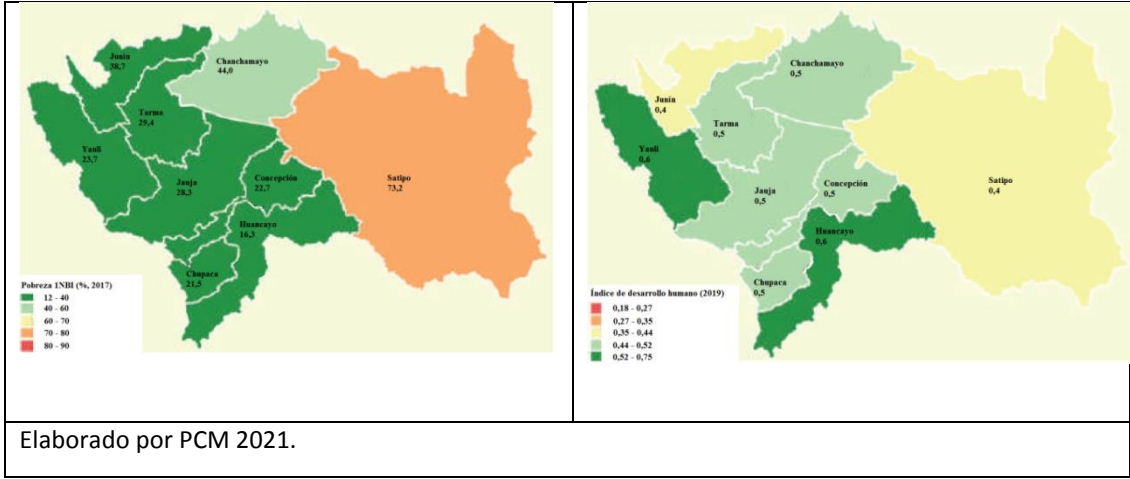 Junín
38,7
Chanchamayo
44,0
Tarma
29,4
Yauli
23,7
Jauja
28,3
Concepción
22,7
Satipo
73,2
Huancayo
16,3
Chupaca
21,5
Pobreza 1NBI (%, 2017)
12 - 40
40 - 60
60 - 70
70 - 80
80 - 90
Chanchamayo
0,5
Junín
0,4
Tarma
0,5
Yauli
0,6
Jauja
0,5
Concepción
0,5
Satipo
0,4
Huancayo
0,6
Chupaca
0,5
Índice de desarrollo humano (2019)
0,18 - 0,27
0,27 - 0,35
0,35 - 0,44
0,44 - 0,52
0,52 - 0,75
Elaborado por PCM 2021.